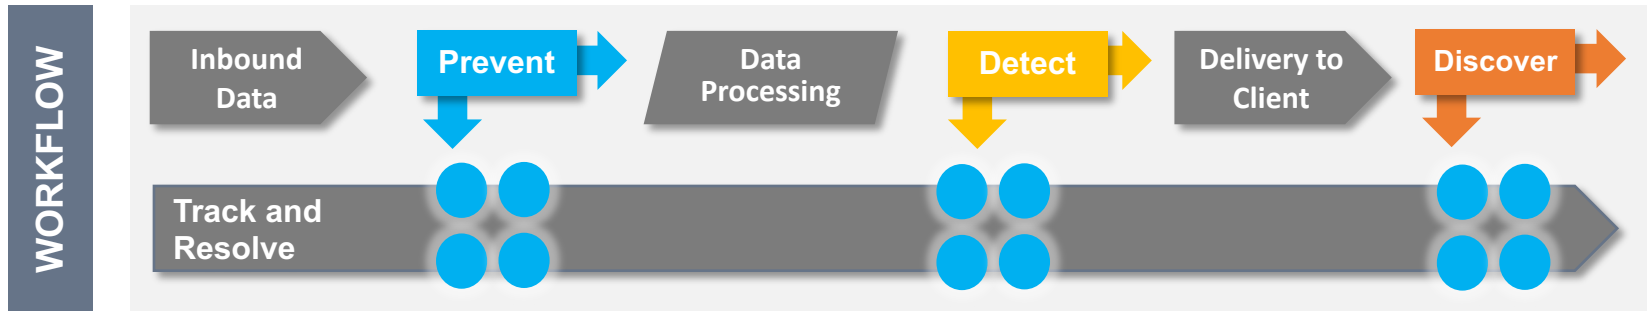 WORKFLOW
Inbound
Data
Prevent
Data
Processing
Detect
Delivery to
Client
Discover
Track and
Resolve